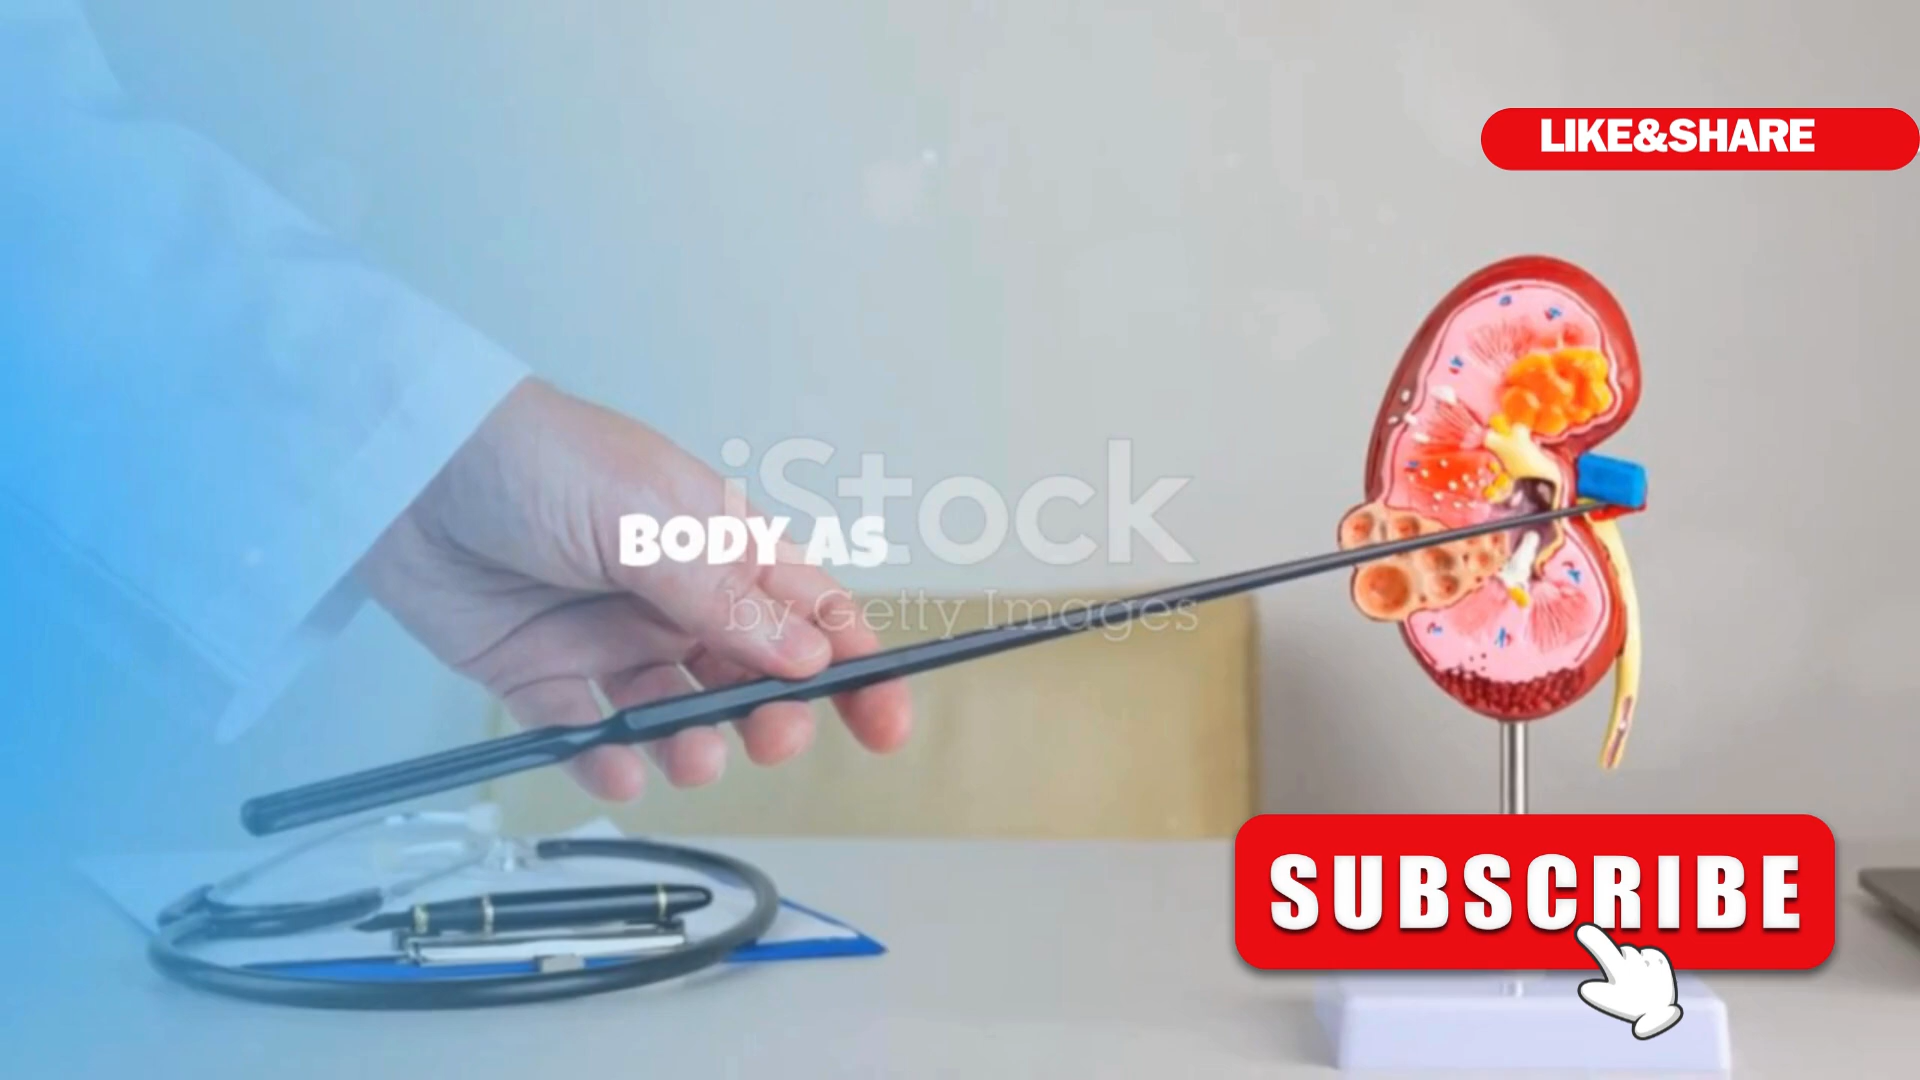 LIKE&SHARE
iStock
BODY AS
by Getty Images
SUBSCRIBE